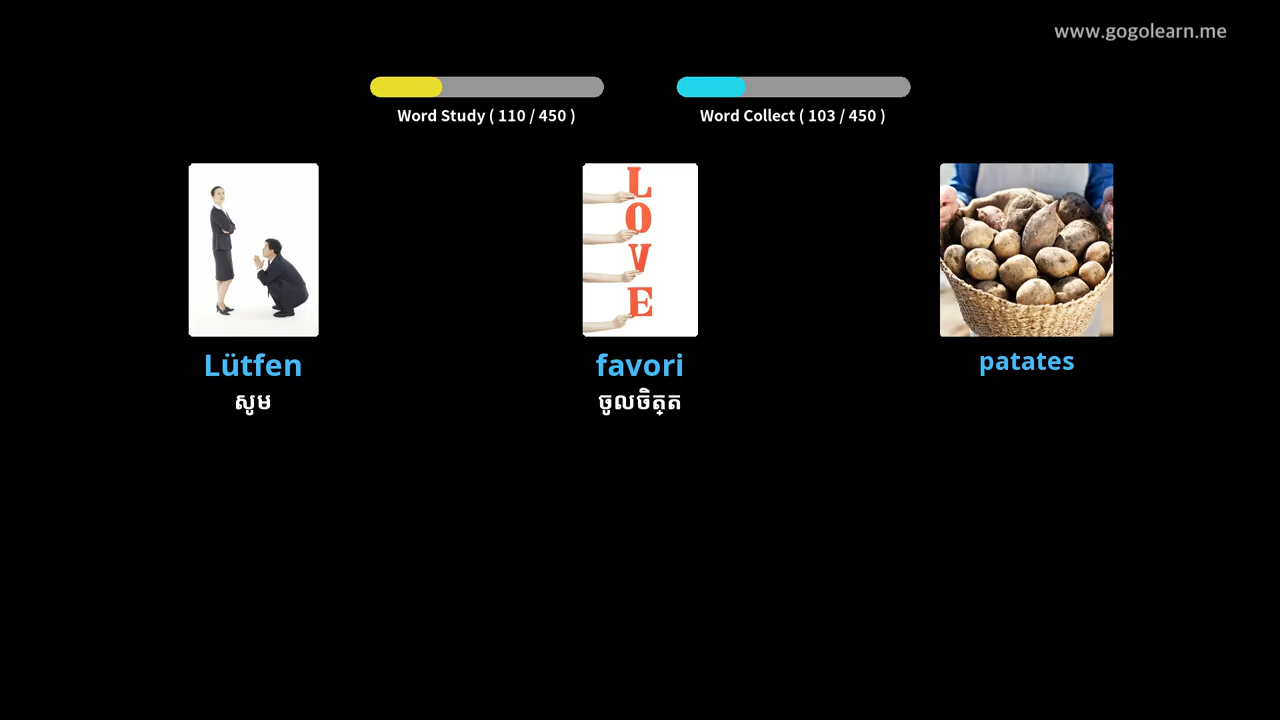 www.gogolearn.me
Word Study ( 110 / 450 )
Word Collect ( 103 / 450 )
L
O
V
E
Lütfen
សូម
favori
ចូលចិត្ត
patates